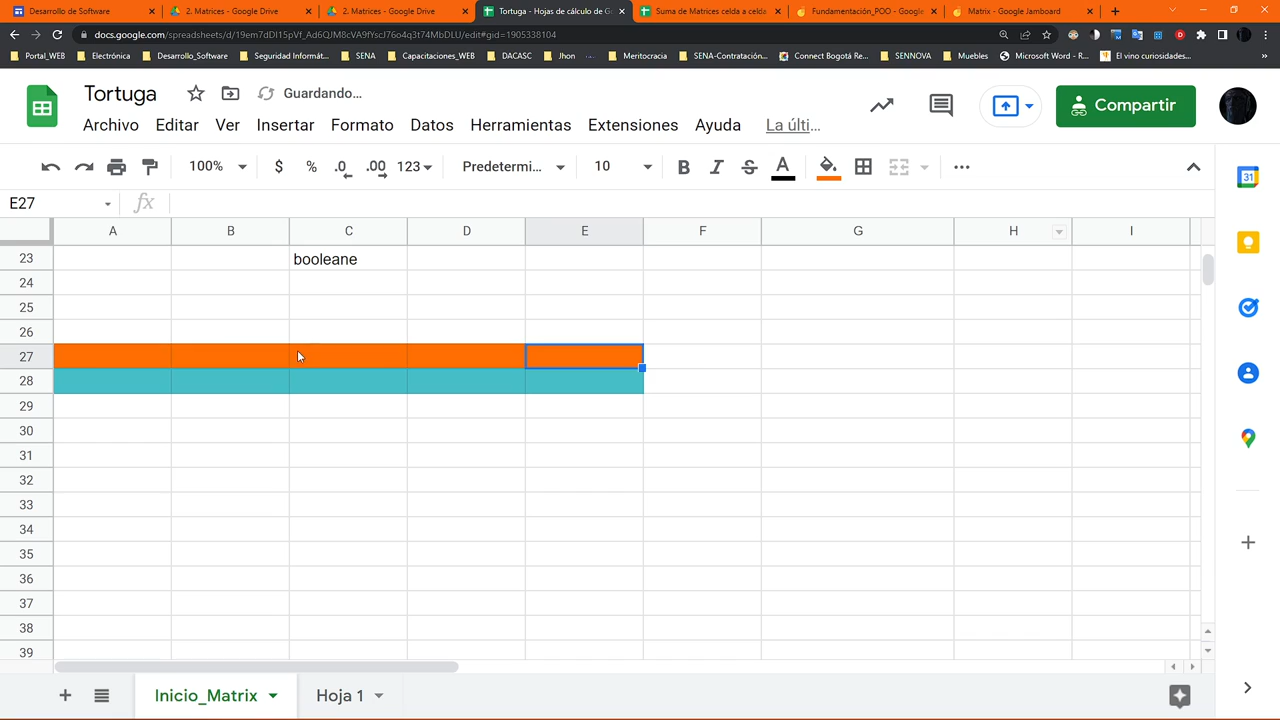 Desarrollo de Software
2. Matrices - Google Drive
2. Matrices - Google Drive
Tortuga - Hojas de cálculo de Go
Suma de Matrices celda a celda
Fundamentación_POO - Google
Matrix - Google Jamboard
docs.google.com/spreadsheets/d/19em7dDI15pVf_Ad6QJM8cVA9fYscJ76o4q3t74MbDLU/edit#gid=1905338104
Portal_WEB
Electrónica
Desarrollo_Software
Seguridad Informát...
SENA
Capacitaciones_WEB
DACASC
Jhon
Meritocracia
SENA-Contratación...
Connect Bogotá Re...
SENNOVA
Muebles
Microsoft Word - R...
El vino curiosidades...
»
Tortuga
Guardando…
Archivo
Editar
Ver
Insertar
Formato
Datos
Herramientas
Extensiones
Ayuda
La últi…
Compartir
100%
$
%
.0
.00
123
Predetermi...
10
B
I
S
A
E27
fx
A
B
C
D
E
F
G
H
I
23
booleane
24
25
26
27
28
29
30
31
32
33
34
35
36
37
38
39
Inicio_Matrix
Hoja 1
31